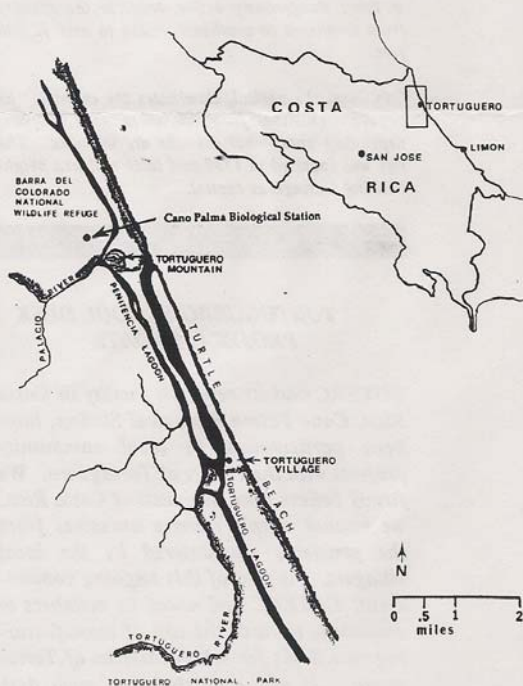 COSTA
RICA
TORTUGUERO
SAN JOSE
LIMON
BARRA DEL
COLORADO
NATIONAL
WILDLIFE REFUGE
Cano Palma Biological Station
TORTUGUERO
MOUNTAIN
PALACIO RIVER
PENITENCIA LAGOON
TURTLE BEACH
TORTUGUERO
VILLAGE
TORTUGUERO LAGOON
TORTUGUERO RIVER
TORTUGUERO NATIONAL PARK
N
0 .5 1 2
miles